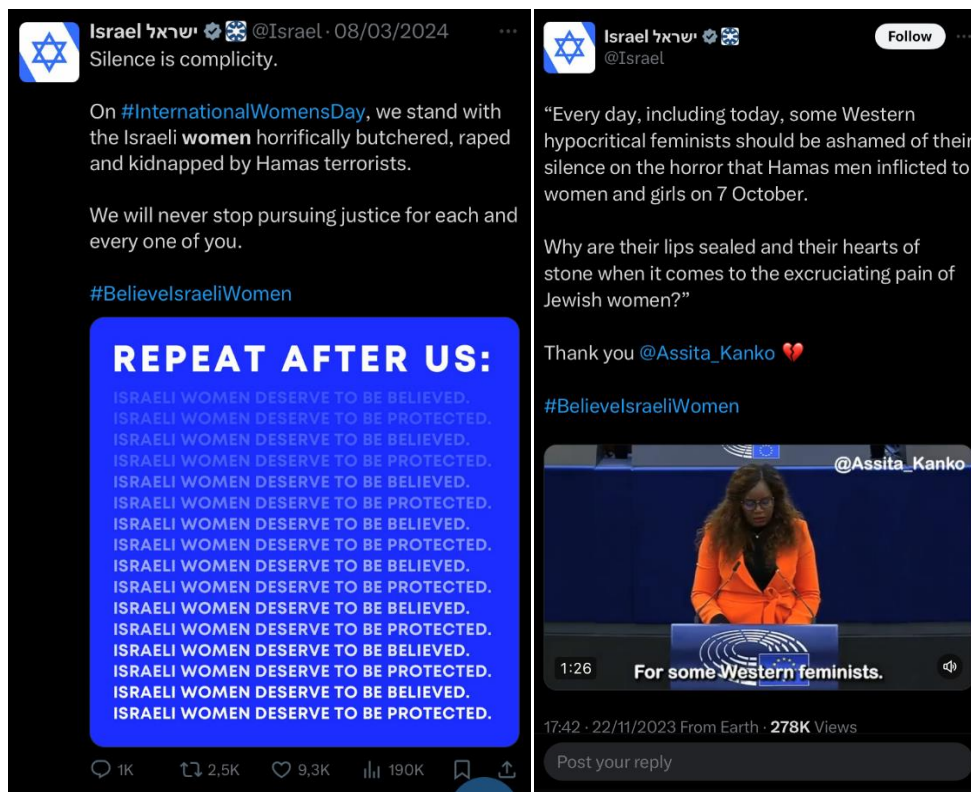 Israel ישראל @Israel · 08/03/2024
Silence is complicity.
On #InternationalWomensDay, we stand with
the Israeli women horrifically butchered, raped
and kidnapped by Hamas terrorists.
We will never stop pursuing justice for each and
every one of you.
#BelieveIsraeliWomen
REPEAT AFTER US:
ISRAELI WOMEN DESERVE TO BE BELIEVED.
ISRAELI WOMEN DESERVE TO BE PROTECTED.
ISRAELI WOMEN DESERVE TO BE BELIEVED.
ISRAELI WOMEN DESERVE TO BE PROTECTED.
ISRAELI WOMEN DESERVE TO BE BELIEVED.
ISRAELI WOMEN DESERVE TO BE PROTECTED.
ISRAELI WOMEN DESERVE TO BE BELIEVED.
ISRAELI WOMEN DESERVE TO BE PROTECTED.
ISRAELI WOMEN DESERVE TO BE BELIEVED.
ISRAELI WOMEN DESERVE TO BE PROTECTED.
ISRAELI WOMEN DESERVE TO BE BELIEVED.
ISRAELI WOMEN DESERVE TO BE PROTECTED.
ISRAELI WOMEN DESERVE TO BE BELIEVED.
ISRAELI WOMEN DESERVE TO BE PROTECTED.
ISRAELI WOMEN DESERVE TO BE BELIEVED.
ISRAELI WOMEN DESERVE TO BE PROTECTED.
1K 2,5K 9,3K 190K
Israel ישראל
@Israel
Follow
“Every day, including today, some Western
hypocritical feminists should be ashamed of their
silence on the horror that Hamas men inflicted to
women and girls on 7 October.
Why are their lips sealed and their hearts of
stone when it comes to the excruciating pain of
Jewish women?”
Thank you @Assita_Kanko 💔
#BelieveIsraeliWomen
@Assita_Kanko
1:26
For some Western feminists.
17:42 · 22/11/2023 From Earth · 278K Views
Post your reply